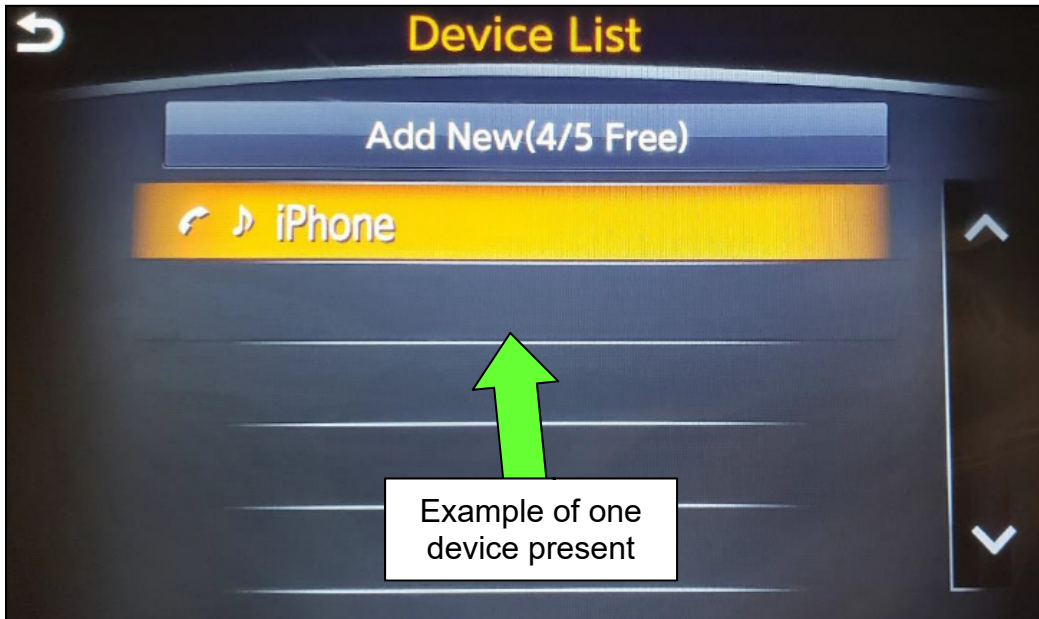 Device List
Add New(4/5 Free)
iPhone
Example of one
device present